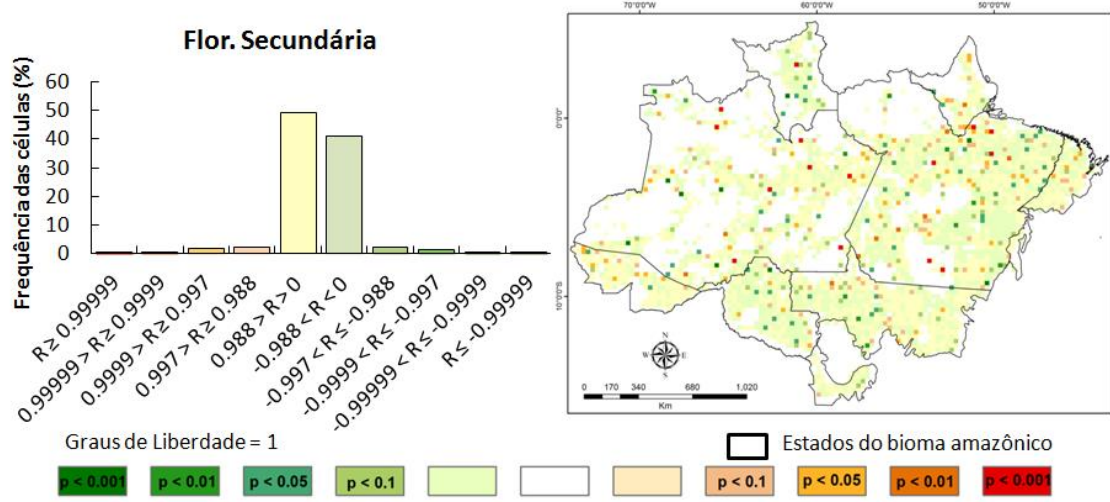 Flor. Secundária
Frequência das células (%)
60
50
40
30
20
10
0
R ≥ 0.99999
0.99999 > R ≥ 0.99999
0.9999 > R ≥ 0.997
0.997 > R ≥ 0.988
0.988 > R > 0
-0.988 < R < 0
-0.997 < R ≤ -0.988
-0.9999 < R ≤ -0.997
-0.99999 < R ≤ -0.9999
R ≤ -0.99999
70°0'0"W 60°0'0"W 50°0'0"W
0°0'0"
10°0'0"S
N
W E
S
0 170 340 680 1,020
Km
Graus de Liberdade = 1
Estados do bioma amazônico
p < 0.001 p < 0.01 p < 0.05 p < 0.1 p < 0.1 p < 0.05 p < 0.01 p < 0.001